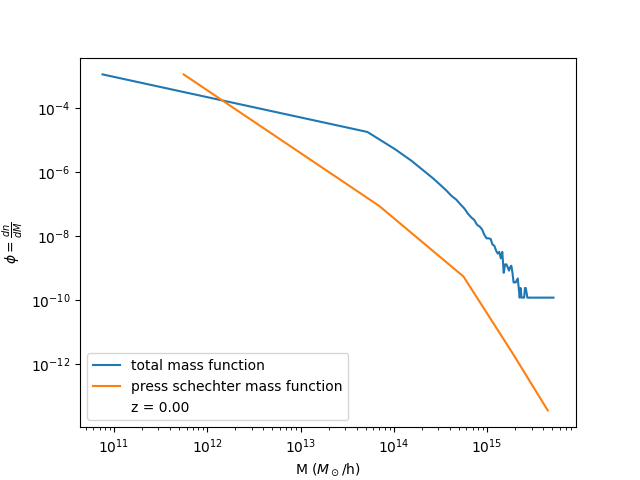 10⁻⁴
10⁻⁶
10⁻⁸
10⁻¹⁰
10⁻¹²
ϕ = dn/dM
total mass function
press schechter mass function
z = 0.00
10¹¹ 10¹² 10¹³ 10¹⁴ 10¹⁵
M (M⊙/h)